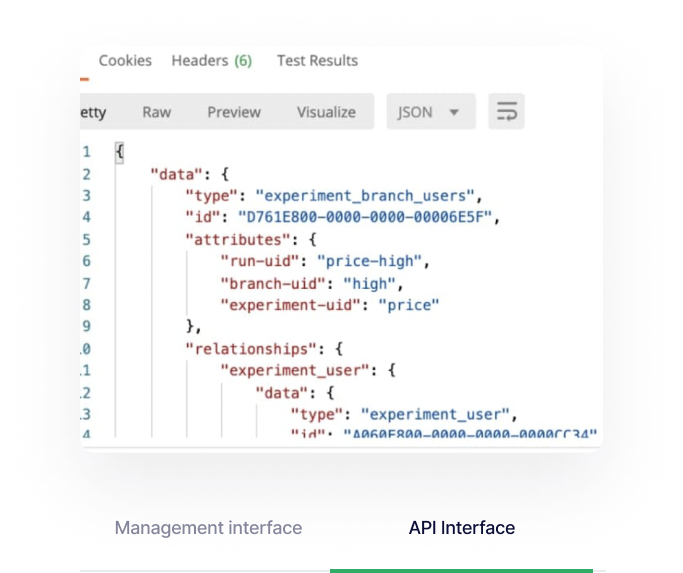 Cookies Headers (6) Test Results
etty Raw Preview Visualize JSON
1 {
2 "data": {
3 "type": "experiment_branch_users",
4 "id": "D761E800-0000-0000-00006E5F",
5 "attributes": {
6 "run-uid": "price-high",
7 "branch-uid": "high",
8 "experiment-uid": "price"
9 },
.0 "relationships": {
.1 "experiment_user": {
.2 "data": {
.3 "type": "experiment_user",
4 "id": "A060E800-0000-0000-0000CC34"
Management interface API Interface